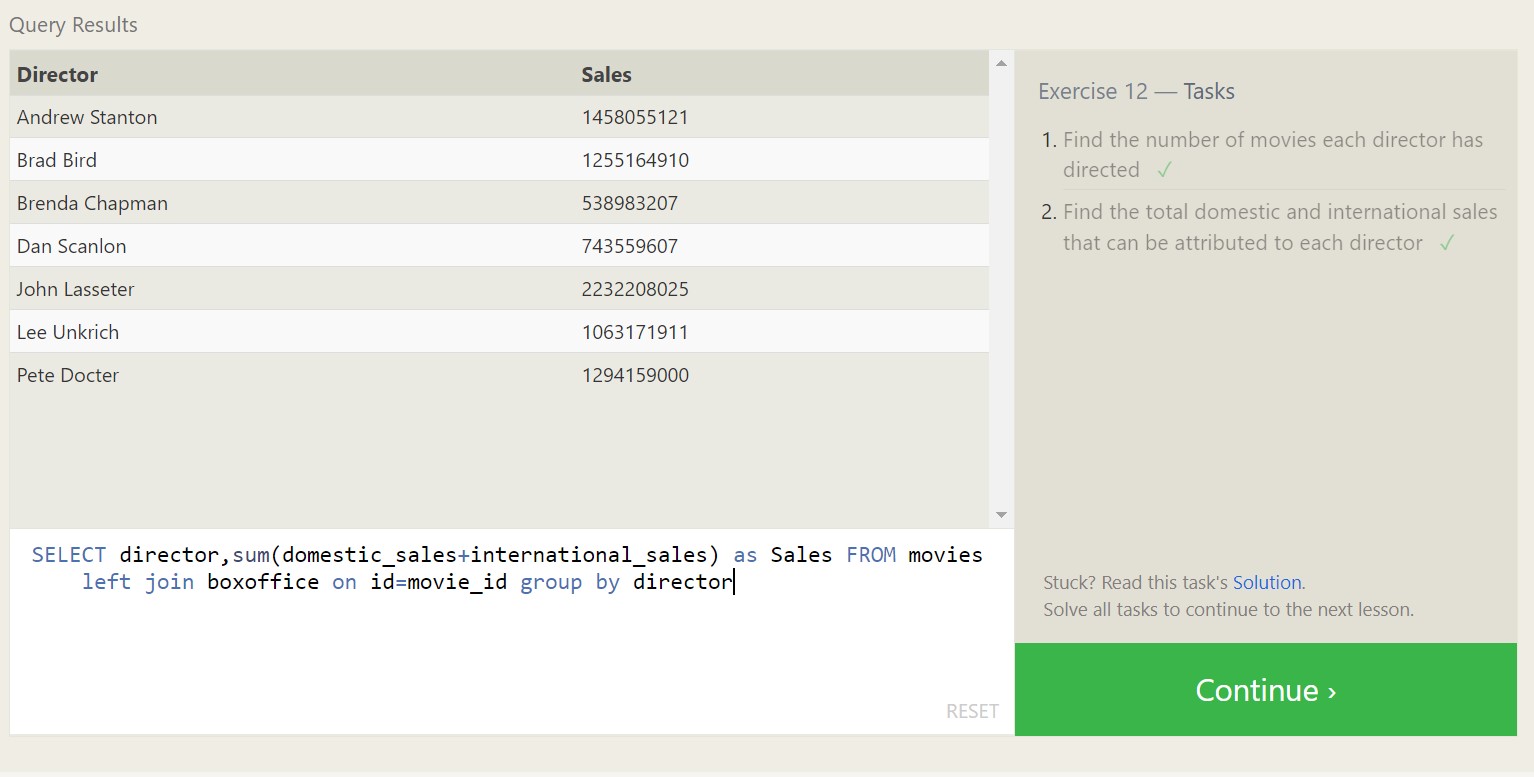 Query Results
Director Sales
Andrew Stanton 1458055121
Brad Bird 1255164910
Brenda Chapman 538983207
Dan Scanlon 743559607
John Lasseter 2232208025
Lee Unkrich 1063171911
Pete Docter 1294159000
SELECT director,sum(domestic_sales+international_sales) as Sales FROM movies
left join boxoffice on id=movie_id group by director
RESET
Exercise 12 — Tasks
1. Find the number of movies each director has
directed ✓
2. Find the total domestic and international sales
that can be attributed to each director ✓
Stuck? Read this task's Solution.
Solve all tasks to continue to the next lesson.
Continue ›